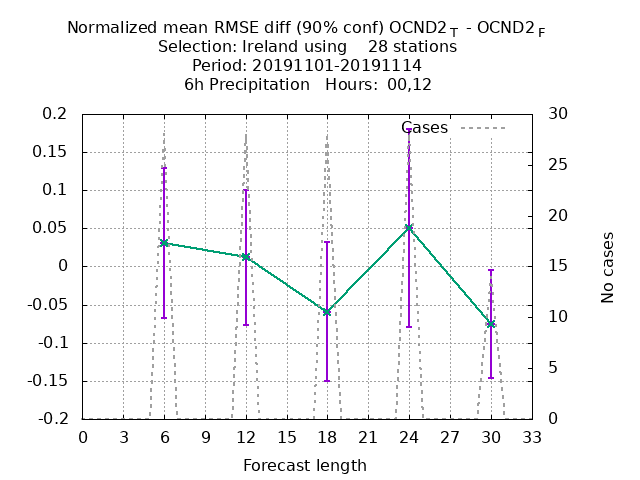 Normalized mean RMSE diff (90% conf) OCND2 T - OCND2 F
Selection: Ireland using 28 stations
Period: 20191101-20191114
6h Precipitation Hours: 00,12
Cases
0.2
0.15
0.1
0.05
0
-0.05
-0.1
-0.15
-0.2
30
25
20
15
10
5
0
No cases
0 3 6 9 12 15 18 21 24 27 30 33
Forecast length